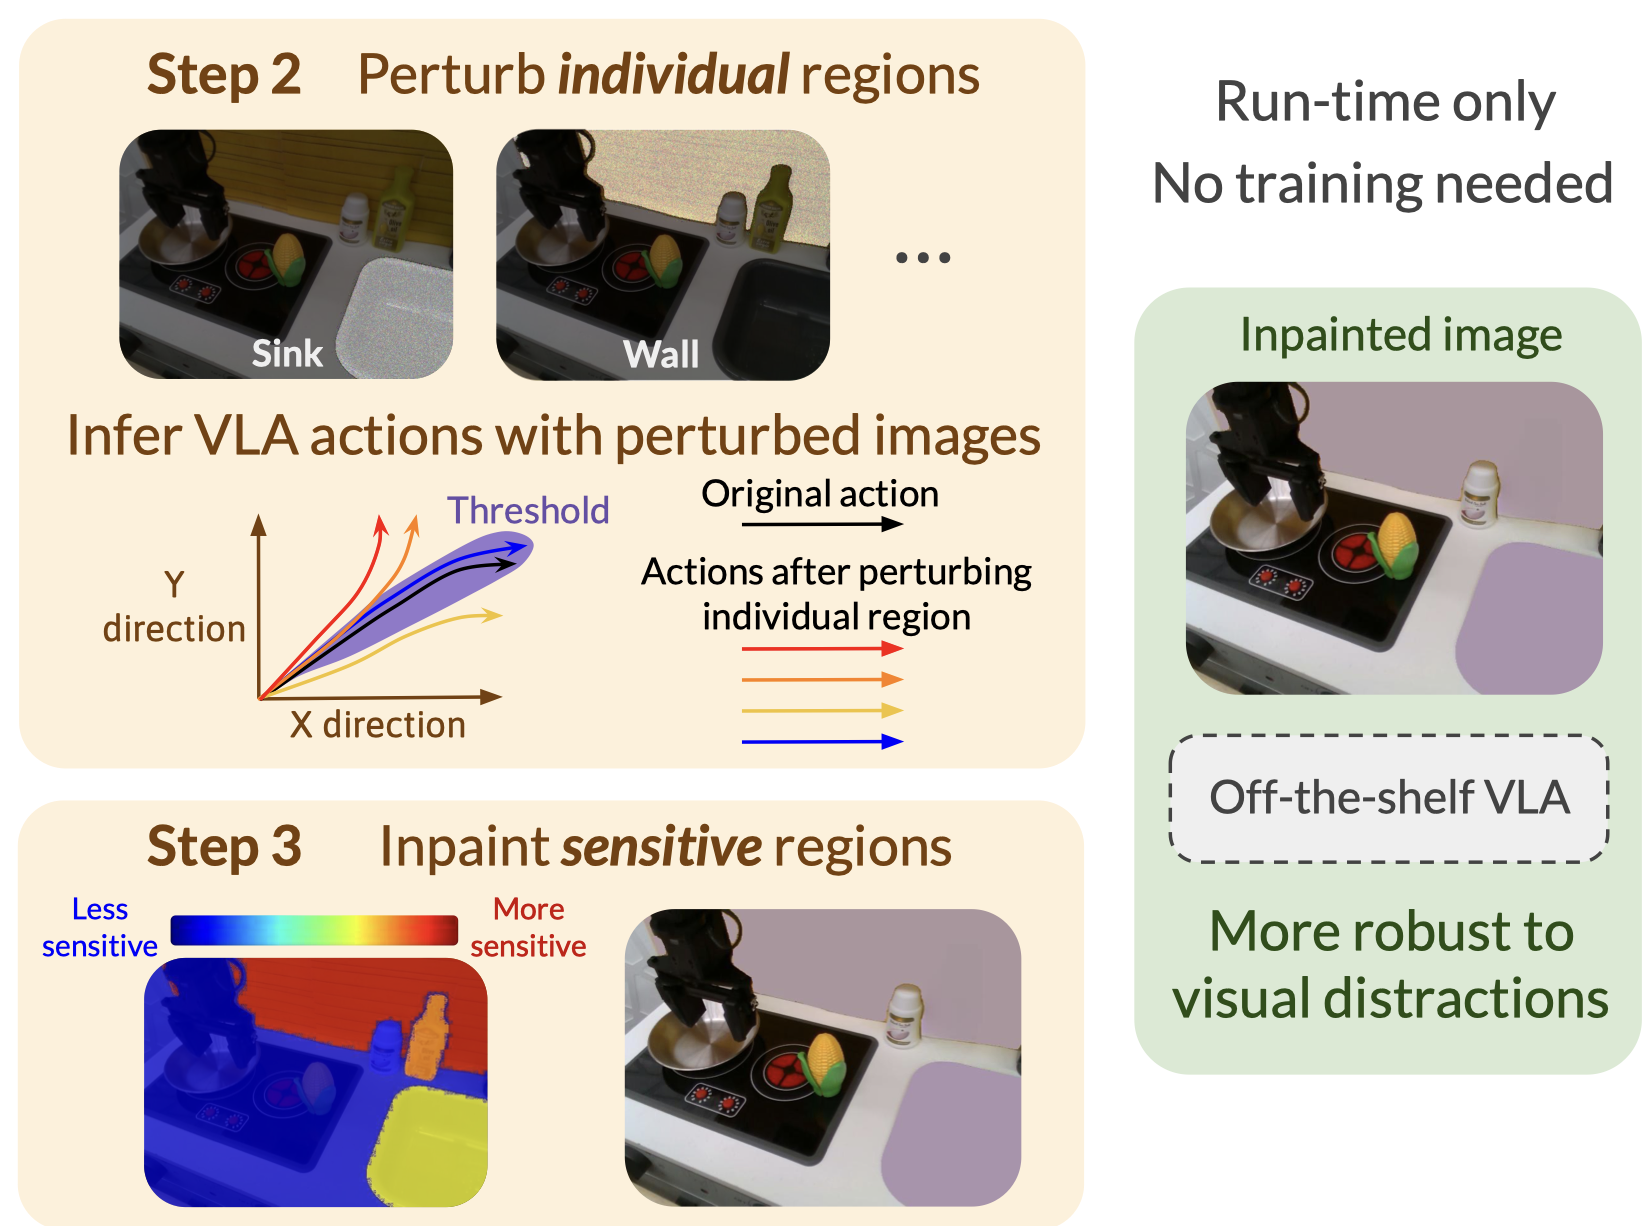 Step 2 Perturb individual regions
Sink
Wall
...
Infer VLA actions with perturbed images
Threshold
Y
direction
X direction
Original action
Actions after perturbing
individual region
Step 3 Inpaint sensitive regions
Less
sensitive
More
sensitive
Run-time only
No training needed
Inpainted image
Off-the-shelf VLA
More robust to
visual distractions